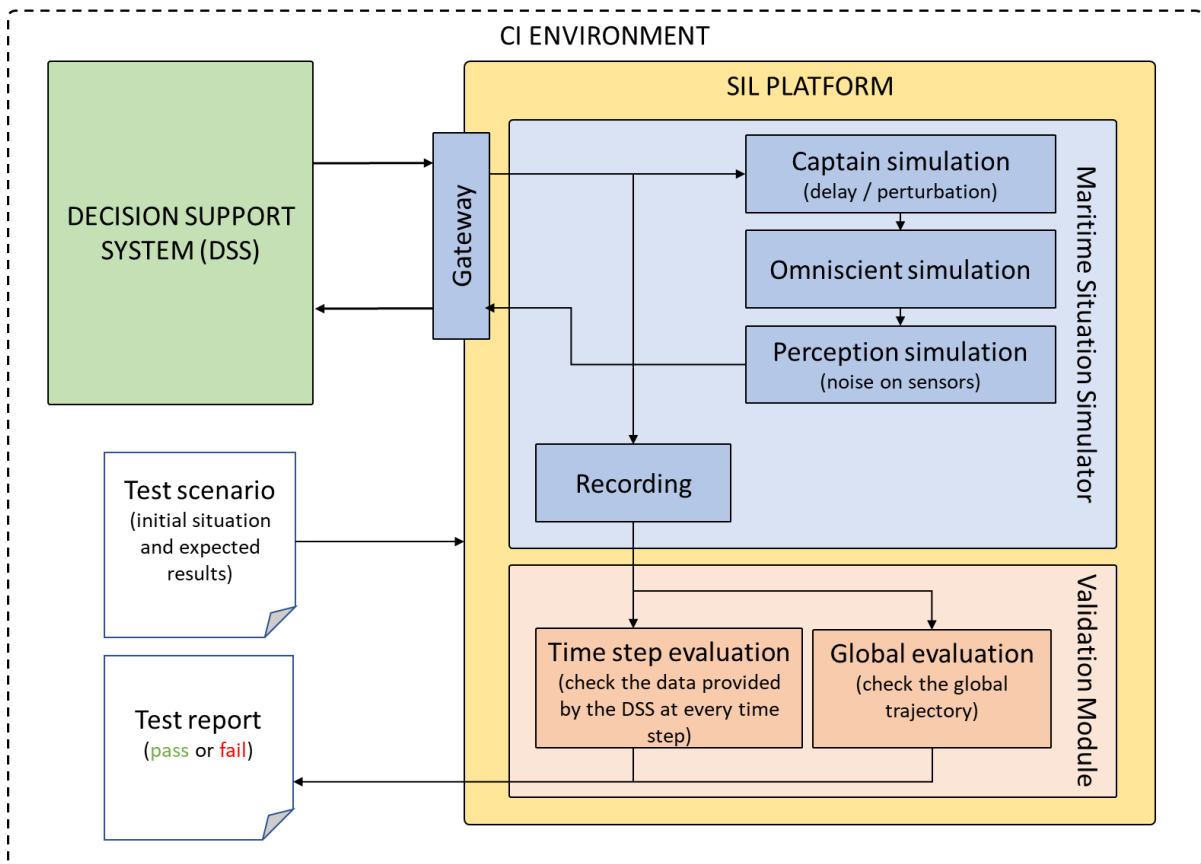 CI ENVIRONMENT
DECISION SUPPORT
SYSTEM (DSS)
SIL PLATFORM
Gateway
Captain simulation
(delay / perturbation)
Omniscient simulation
Perception simulation
(noise on sensors)
Maritime Situation Simulator
Recording
Test scenario
(initial situation
and expected
results)
Time step evaluation
(check the data provided
by the DSS at every time
step)
Global evaluation
(check the global
trajectory)
Validation Module
Test report
(pass or fail)